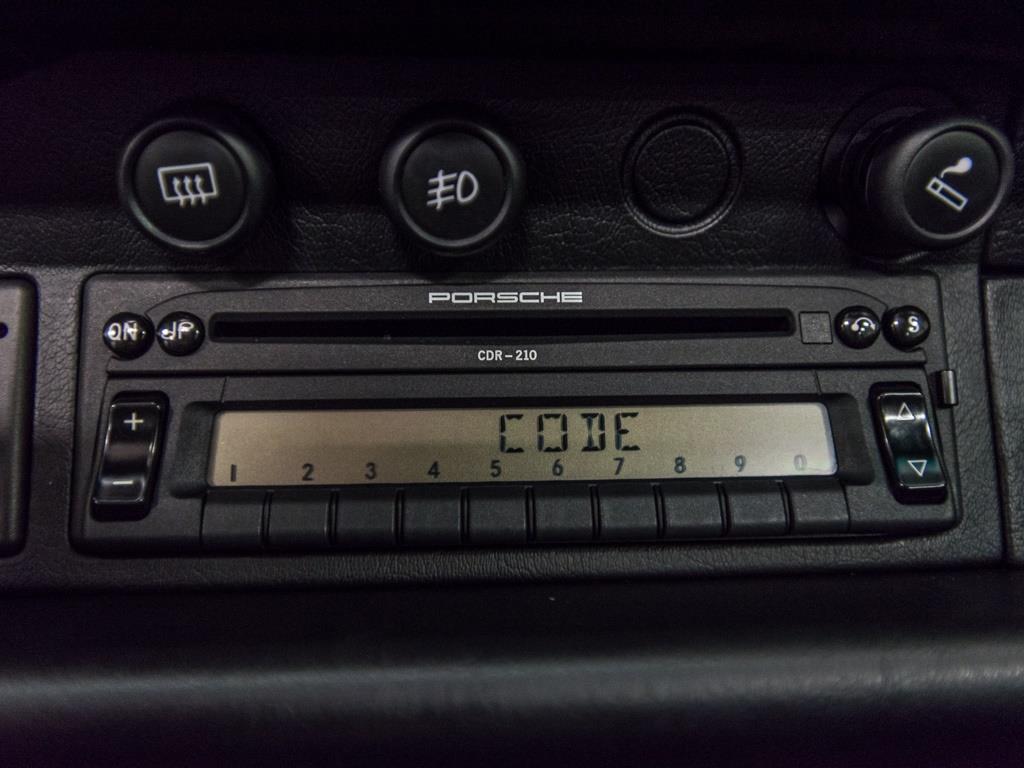 PORSCHE
ON
CDR-210
S
CODE
1 2 3 4 5 6 7 8 9 0